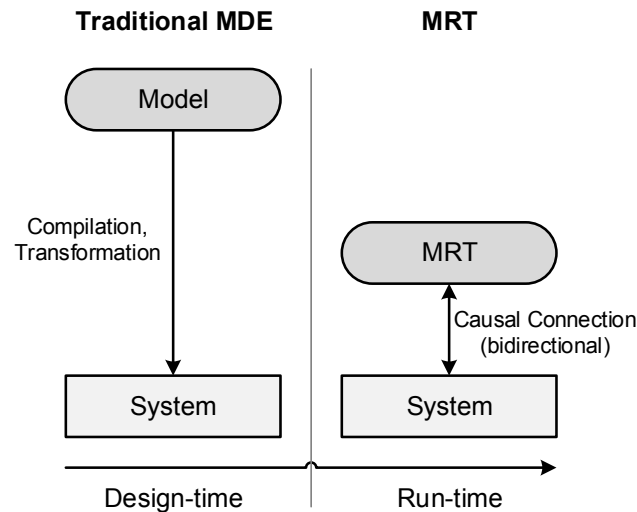 Traditional MDE
MRT
Model
Compilation,
Transformation
MRT
Causal Connection
(bidirectional)
System
System
Design-time
Run-time